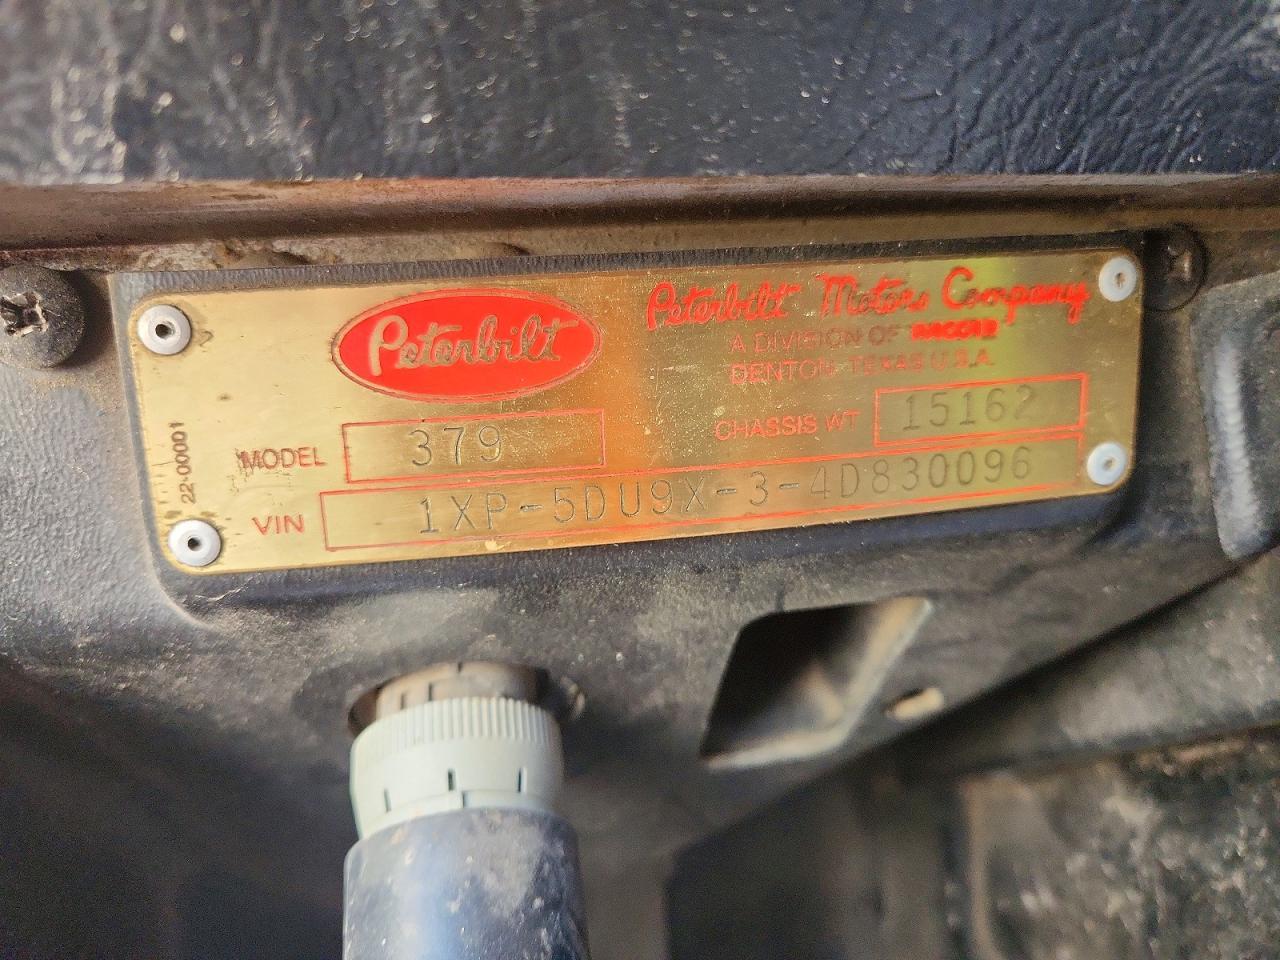 Peterbilt
Peterbilt Motors Company
A DIVISION OF PACCAR
DENTON, TEXAS U.S.A.
MODEL 379
CHASSIS WT 15162
VIN 1XP-5DU9X-3-4D830096
22-00001